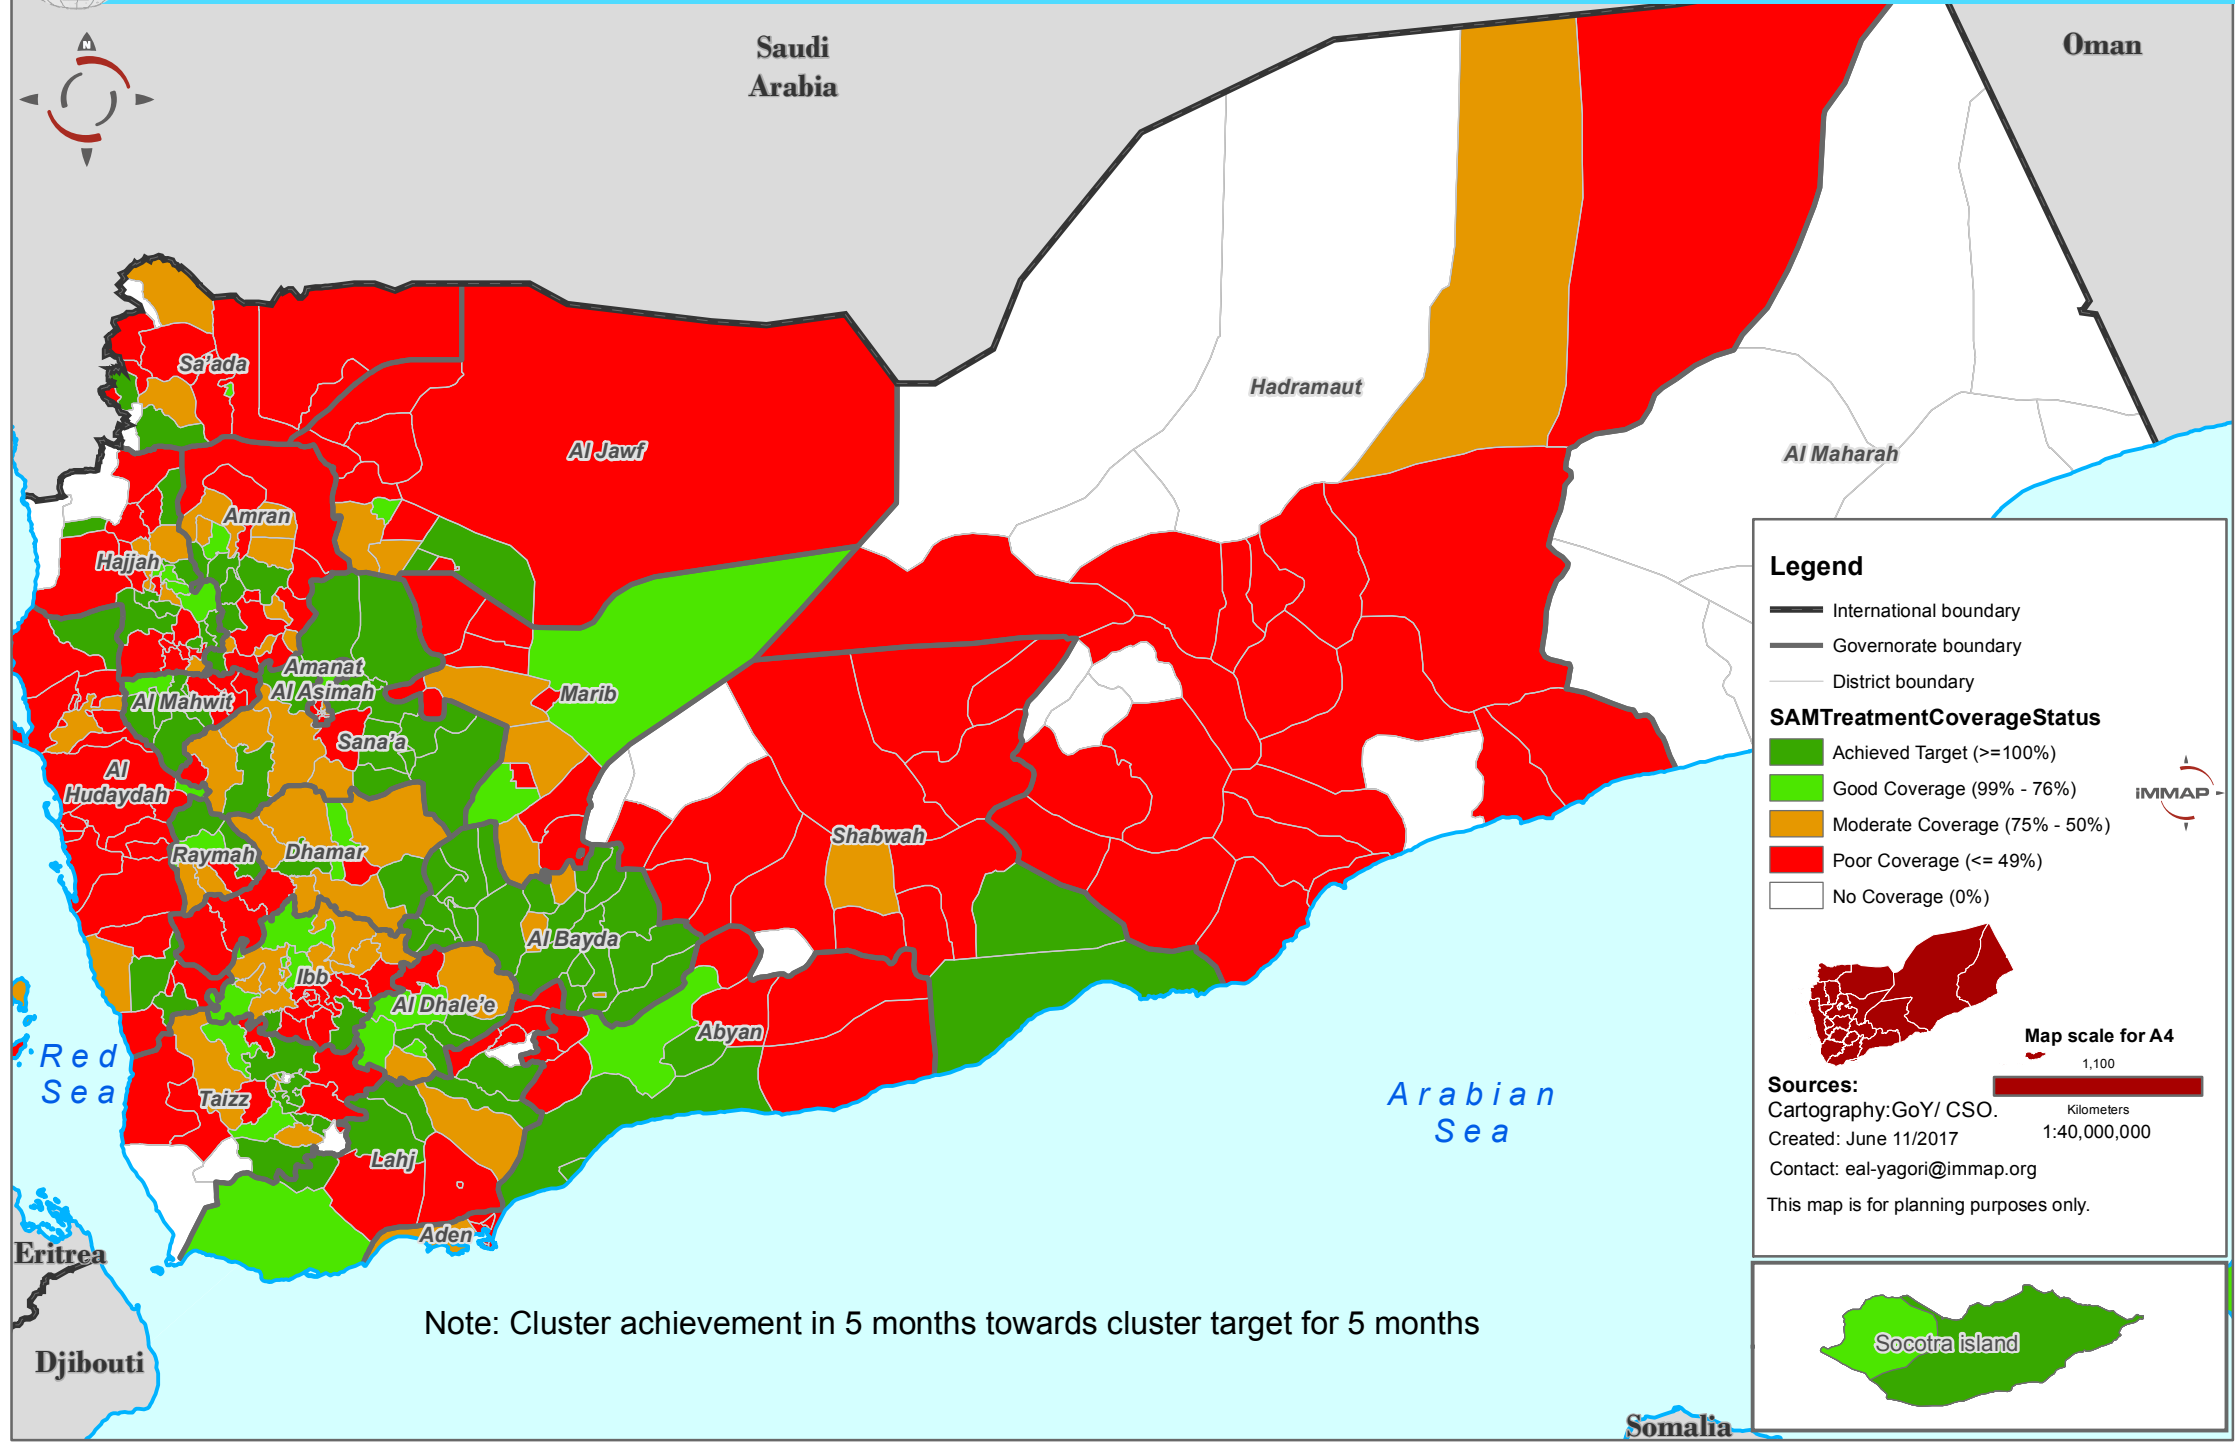 N
Saudi
Arabia
Oman
Sa'ada
Al Jawf
Hadramaut
Al Maharah
Amran
Hajjah
Amanat
Al Asimah
Marib
Al Mahwit
Sana'a
Al
Hudaydah
Shabwah
Raymah
Dhamar
Al Bayda
Ibb
Al Dhale'e
Abyan
Red
Sea
Taizz
Arabian
Sea
Lahj
Aden
Eritrea
Djibouti
Somalia
Note: Cluster achievement in 5 months towards cluster target for 5 months
Legend
International boundary
Governorate boundary
District boundary
SAMTreatmentCoverageStatus
Achieved Target (>=100%)
Good Coverage (99% - 76%)
Moderate Coverage (75% - 50%)
Poor Coverage (<= 49%)
No Coverage (0%)
iMMAP
Map scale for A4
1,100
Kilometers
1:40,000,000
Sources:
Cartography:GoY/ CSO.
Created: June 11/2017
Contact: eal-yagori@immap.org
This map is for planning purposes only.
Socotra island